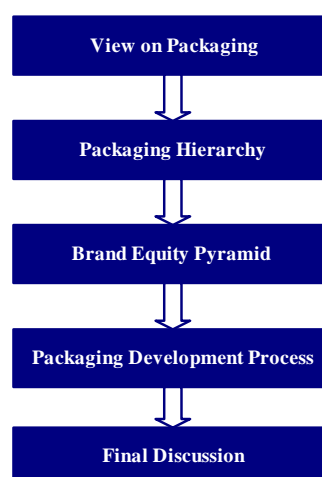 View on Packaging
Packaging Hierarchy
Brand Equity Pyramid
Packaging Development Process
Final Discussion